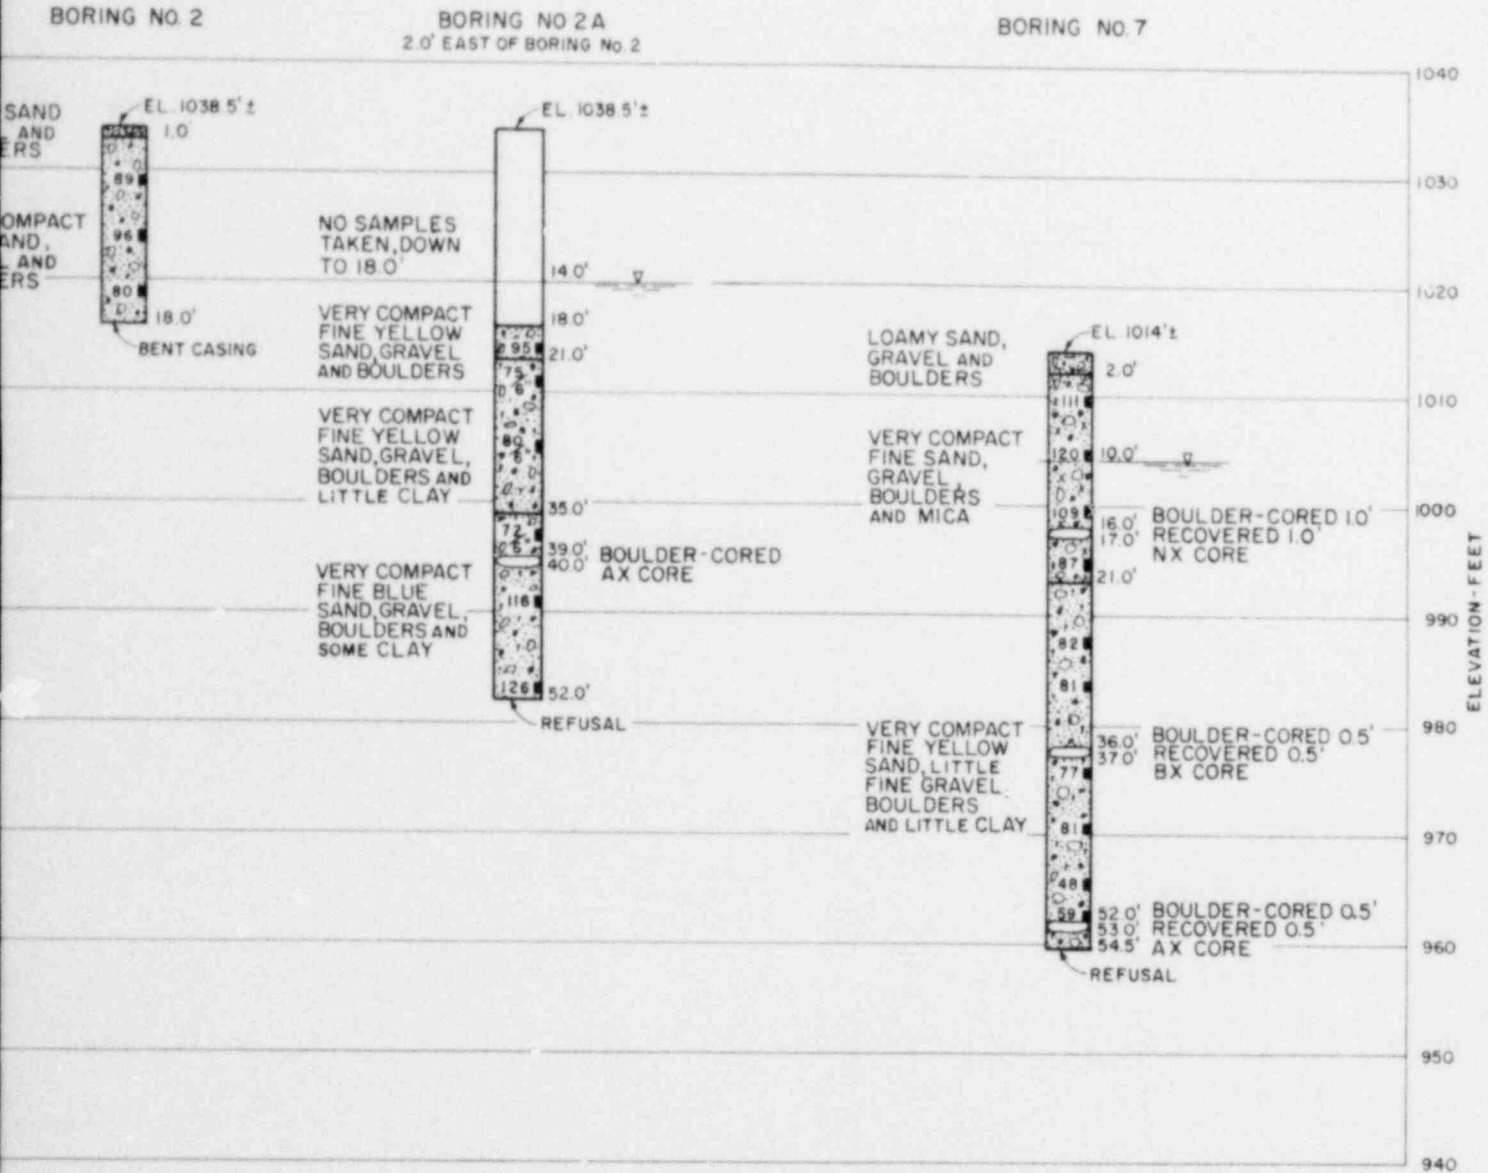 BORING NO. 2
SAND
AND
ERS
EL. 1038.5'±
1.0'
89
OMPACT
AND,
AND
ERS
96
80
18.0'
BENT CASING
BORING NO 2A
2.0' EAST OF BORING No. 2
EL. 1038.5'±
NO SAMPLES
TAKEN, DOWN
TO 18.0'
14.0'
VERY COMPACT
FINE YELLOW
SAND, GRAVEL
AND BOULDERS
18.0'
95
21.0'
75
6
VERY COMPACT
FINE YELLOW
SAND, GRAVEL,
BOULDERS AND
LITTLE CLAY
80
6
35.0'
72
6
39.0'
40.0'
BOULDER-CORED
AX CORE
VERY COMPACT
FINE BLUE
SAND, GRAVEL,
BOULDERS AND
SOME CLAY
116
126
52.0'
REFUSAL
BORING NO. 7
EL. 1014'±
LOAMY SAND,
GRAVEL AND
BOULDERS
2.0'
111
VERY COMPACT
FINE SAND,
GRAVEL,
BOULDERS
AND MICA
120
10.0'
109
16.0'
17.0'
BOULDER-CORED 1.0'
RECOVERED 1.0'
NX CORE
87
21.0'
82
81
VERY COMPACT
FINE YELLOW
SAND, LITTLE
FINE GRAVEL
BOULDERS
AND LITTLE CLAY
36.0'
37.0'
BOULDER-CORED 0.5'
RECOVERED 0.5'
BX CORE
77
81
48
59
52.0'
53.0'
54.5'
BOULDER-CORED 0.5'
RECOVERED 0.5'
AX CORE
REFUSAL
1040
1030
1020
1010
1000
990
980
970
960
950
940
ELEVATION-FEET